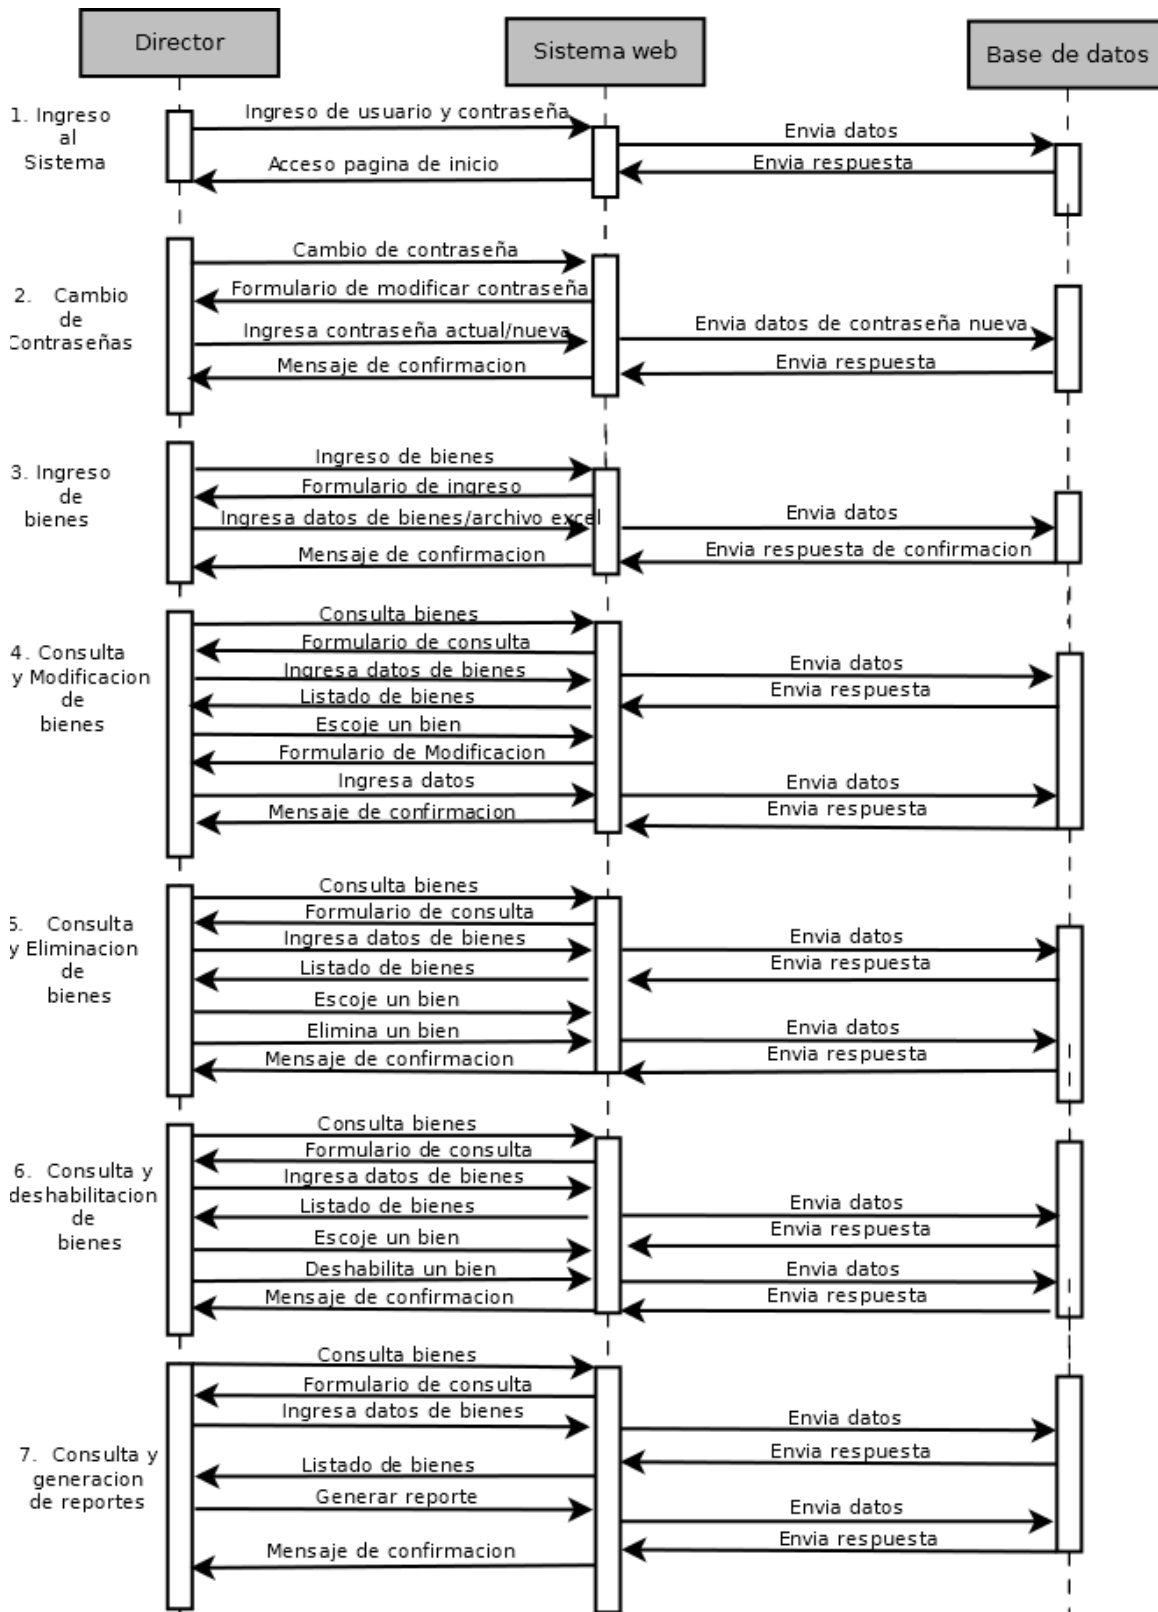 Director
Sistema web
Base de datos
1. Ingreso
al
Sistema
Ingreso de usuario y contraseña
Envia datos
Acceso pagina de inicio
Envia respuesta
2. Cambio
de
Contraseñas
Cambio de contraseña
Formulario de modificar contraseña
Ingresa contraseña actual/nueva
Envia datos de contraseña nueva
Mensaje de confirmacion
Envia respuesta
3. Ingreso
de
bienes
Ingreso de bienes
Formulario de ingreso
Ingresa datos de bienes/archivo excel
Envia datos
Mensaje de confirmacion
Envia respuesta de confirmacion
4. Consulta
y Modificacion
de
bienes
Consulta bienes
Formulario de consulta
Ingresa datos de bienes
Envia datos
Listado de bienes
Envia respuesta
Escoje un bien
Formulario de Modificacion
Ingresa datos
Envia datos
Mensaje de confirmacion
Envia respuesta
5. Consulta
y Eliminacion
de
bienes
Consulta bienes
Formulario de consulta
Ingresa datos de bienes
Envia datos
Listado de bienes
Envia respuesta
Escoje un bien
Elimina un bien
Envia datos
Mensaje de confirmacion
Envia respuesta
6. Consulta y
deshabilitacion
de
bienes
Consulta bienes
Formulario de consulta
Ingresa datos de bienes
Listado de bienes
Envia datos
Escoje un bien
Envia respuesta
Deshabilita un bien
Envia datos
Mensaje de confirmacion
Envia respuesta
7. Consulta y
generacion
de reportes
Consulta bienes
Formulario de consulta
Ingresa datos de bienes
Envia datos
Listado de bienes
Envia respuesta
Generar reporte
Envia datos
Mensaje de confirmacion
Envia respuesta